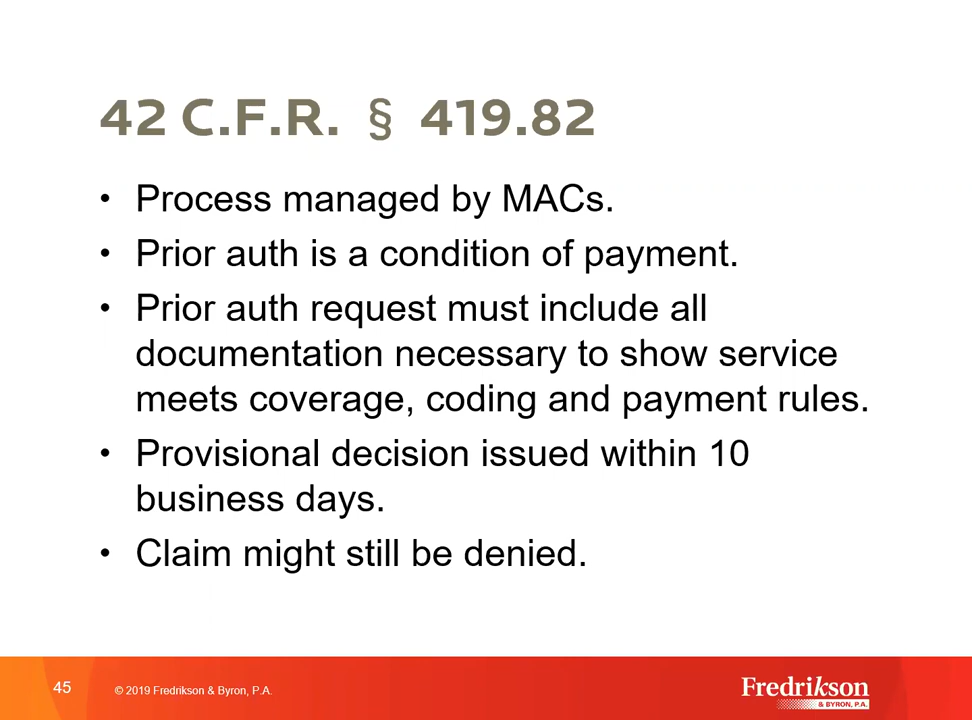 42 C.F.R. § 419.82
• Process managed by MACs.
• Prior auth is a condition of payment.
• Prior auth request must include all
documentation necessary to show service
meets coverage, coding and payment rules.
• Provisional decision issued within 10
business days.
• Claim might still be denied.
45
© 2019 Fredrikson & Byron, P.A.
Fredrikson
& BYRON, P.A.